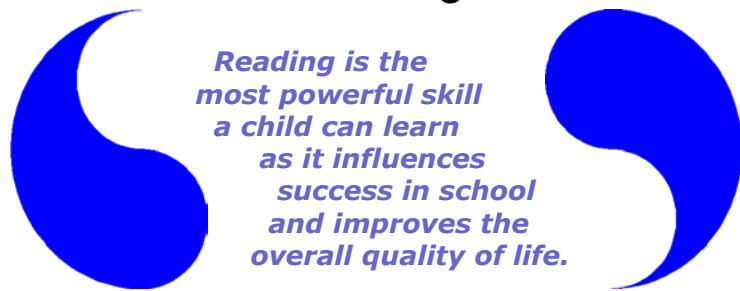 Reading is the
most powerful skill
a child can learn
as it influences
success in school
and improves the
overall quality of life.